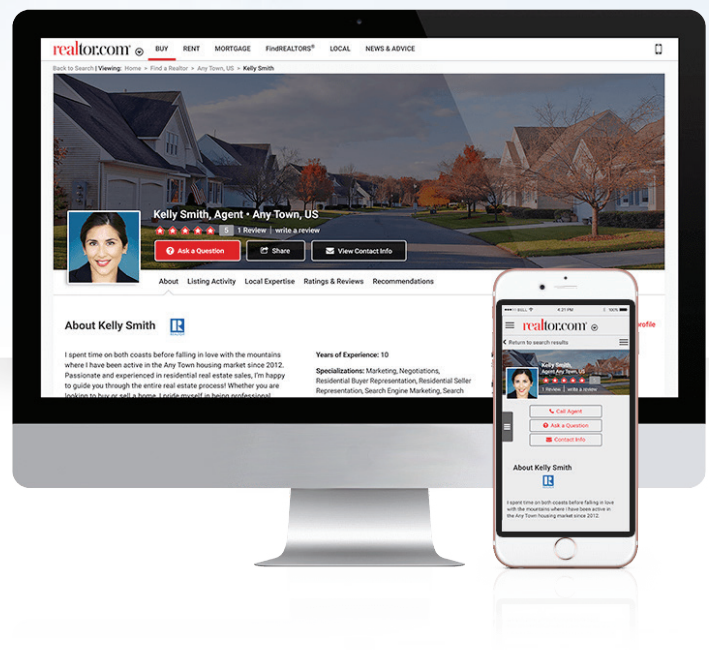 realtor.com BUY RENT MORTGAGE FindREALTORS® LOCAL NEWS & ADVICE
Back to Search | Viewing: Home > Find a Realtor > Any Town, US > Kelly Smith
Kelly Smith, Agent • Any Town, US
5 1 Review | write a review
Ask a Question Share View Contact Info
About Listing Activity Local Expertise Ratings & Reviews Recommendations
About Kelly Smith
I spent time on both coasts before falling in love with the mountains
where I have been active in the Any Town housing market since 2012.
Passionate and experienced in residential real estate sales, I'm happy
to guide you through the entire real estate process! Whether you are
looking to buy or sell a home, I pride myself in being professional,
Years of Experience: 10
Specializations: Marketing, Negotiations,
Residential Buyer Representation, Residential Seller
Representation, Search Engine Marketing, Search
ofile
BELL 4:21 PM 100%
realtor.com
Return to search results
Kelly Smith,
Agent Any Town, US
1 Review | write a review
Call Agent
Ask a Question
Contact Info
About Kelly Smith
I spent time on both coasts before falling in love
with the mountains where I have been active in
the Any Town housing market since 2012.